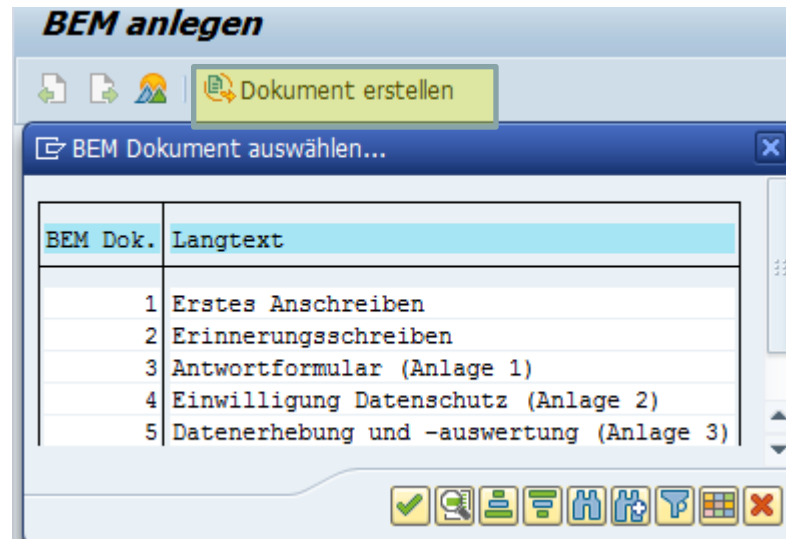 BEM anlegen
Dokument erstellen
BEM Dokument auswählen...
BEM Dok. Langtext
1 Erstes Anschreiben
2 Erinnerungsschreiben
3 Antwortformular (Anlage 1)
4 Einwilligung Datenschutz (Anlage 2)
5 Datenerhebung und -auswertung (Anlage 3)